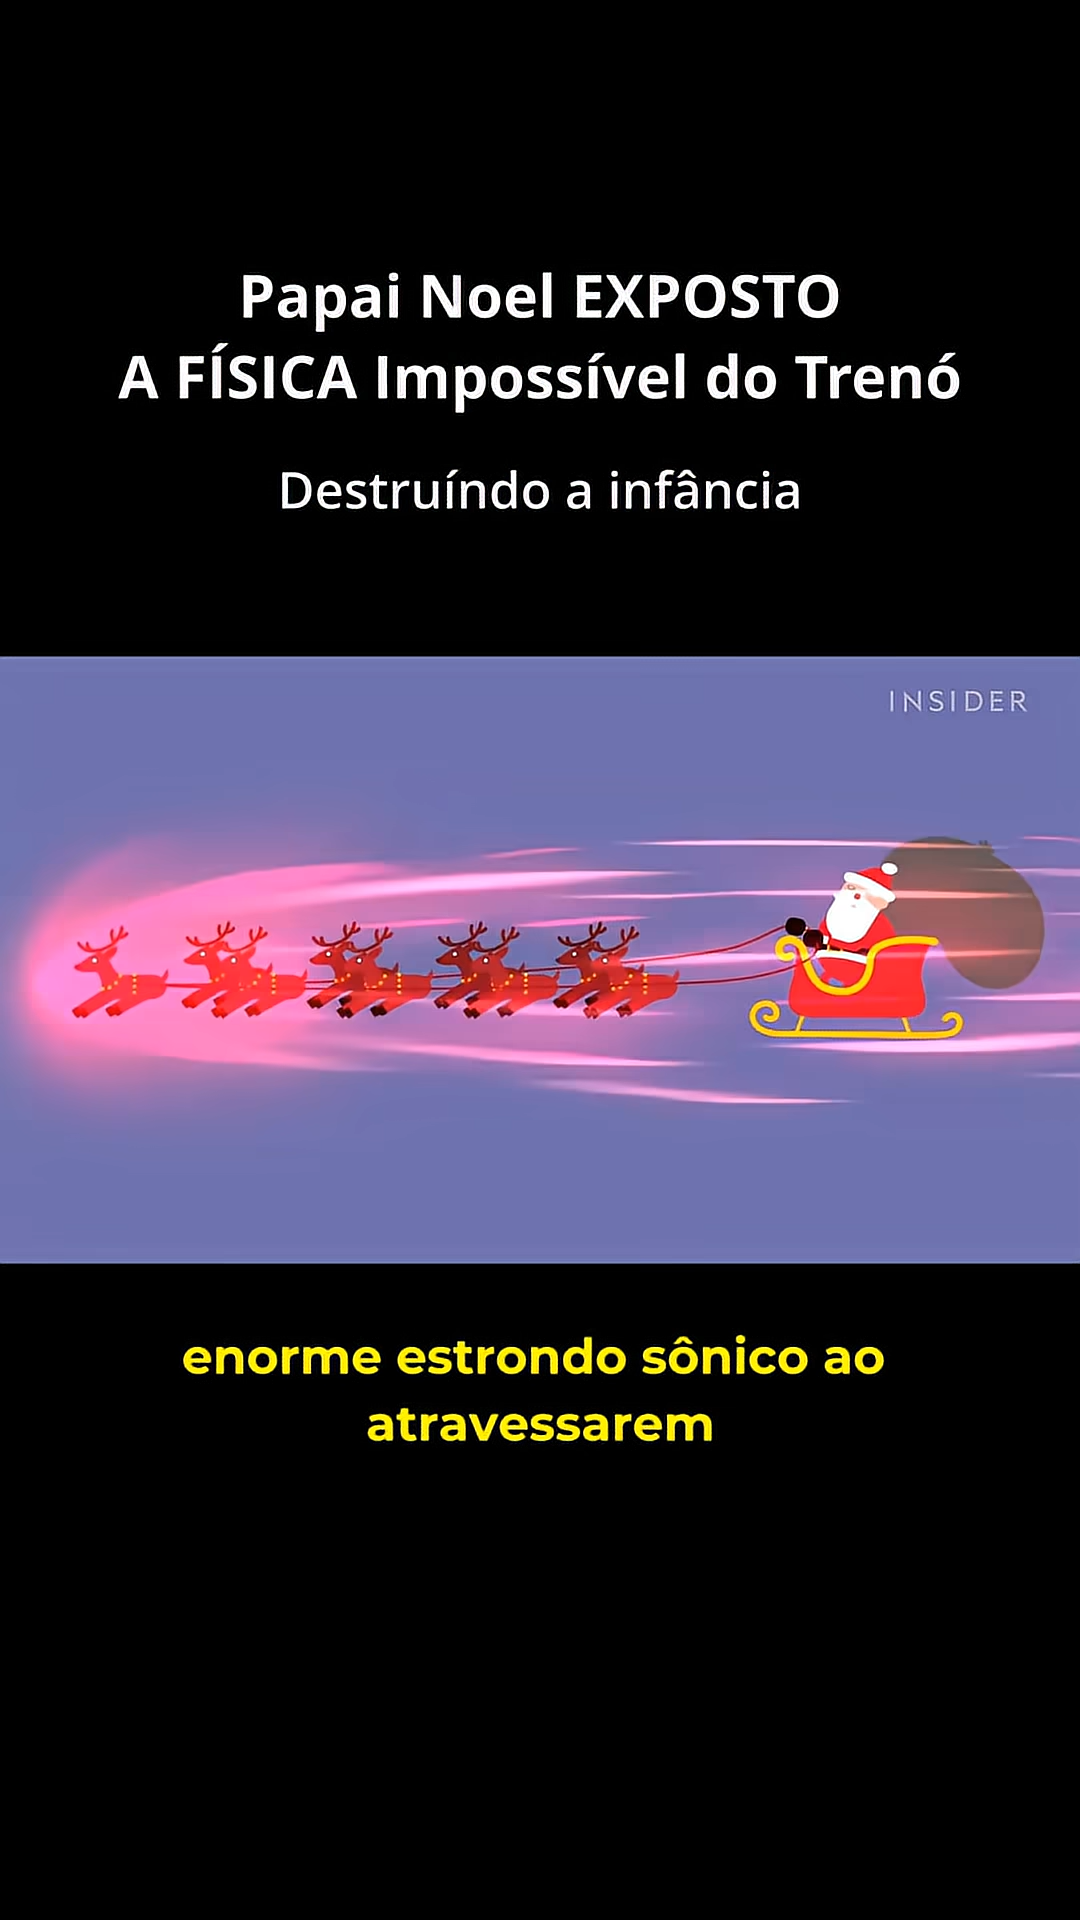 Papai Noel EXPOSTO
A FÍSICA Impossível do Trenó
Destruíndo a infância
INSIDER
enorme estrondo sônico ao
atravessarem